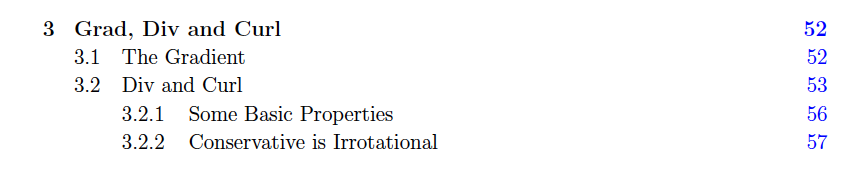 3 Grad, Div and Curl 52
3.1 The Gradient 52
3.2 Div and Curl 53
3.2.1 Some Basic Properties 56
3.2.2 Conservative is Irrotational 57